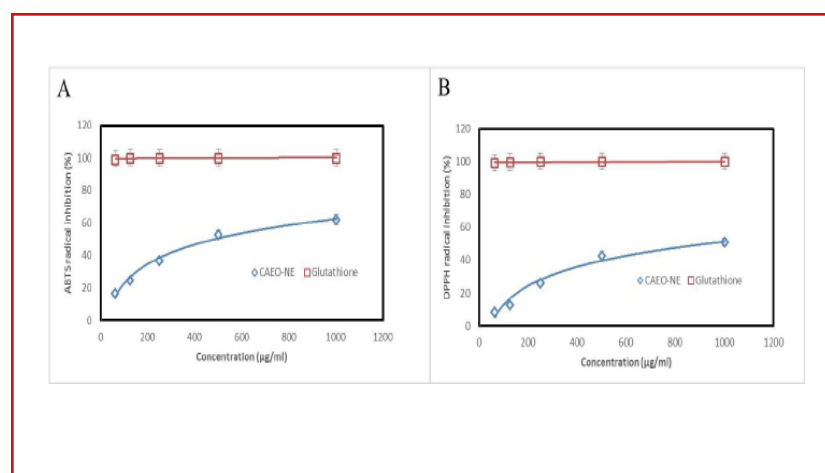 A
120
100
80
60
40
20
0
ABTS radical inhibition (%)
CAEO-NE Glutathione
0 200 400 600 800 1000 1200
Concentration (µg/ml)
B
120
100
80
60
40
20
0
DPPH radical inhibition (%)
CAEO-NE Glutathione
0 200 400 600 800 1000 1200
Concentration (µg/ml)